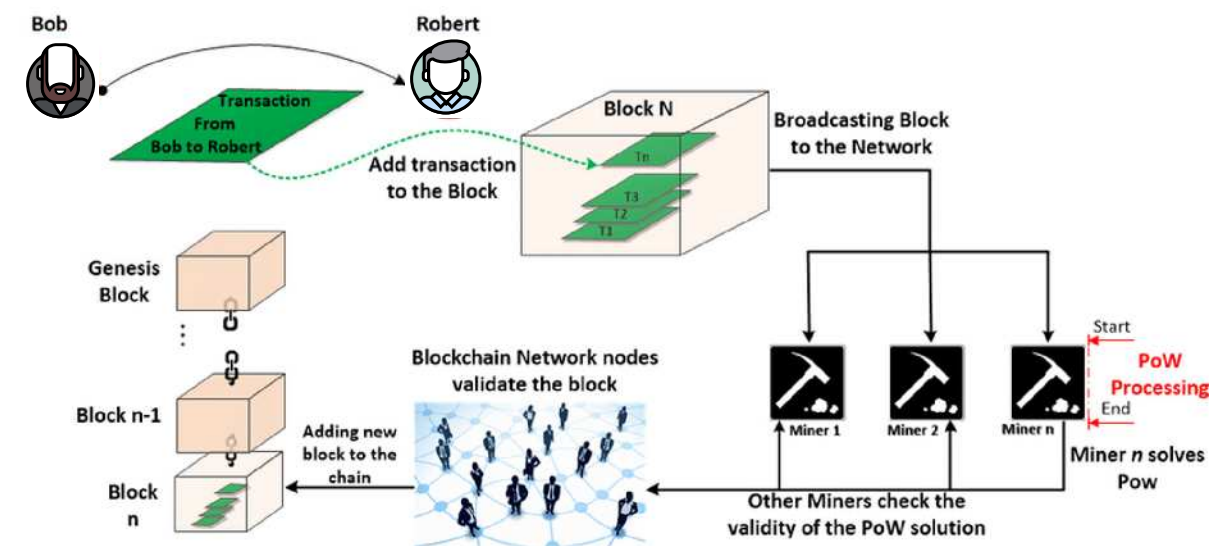 Bob
Robert
Transaction
From
Bob to Robert
Add transaction
to the Block
Block N
Tn
T3
T2
T1
Broadcasting Block
to the Network
Genesis
Block
Block n-1
Block
n
Adding new
block to the
chain
Blockchain Network nodes
validate the block
Miner 1
Miner 2
Miner n
Start
PoW
Processing
End
Miner n solves
Pow
Other Miners check the
validity of the PoW solution